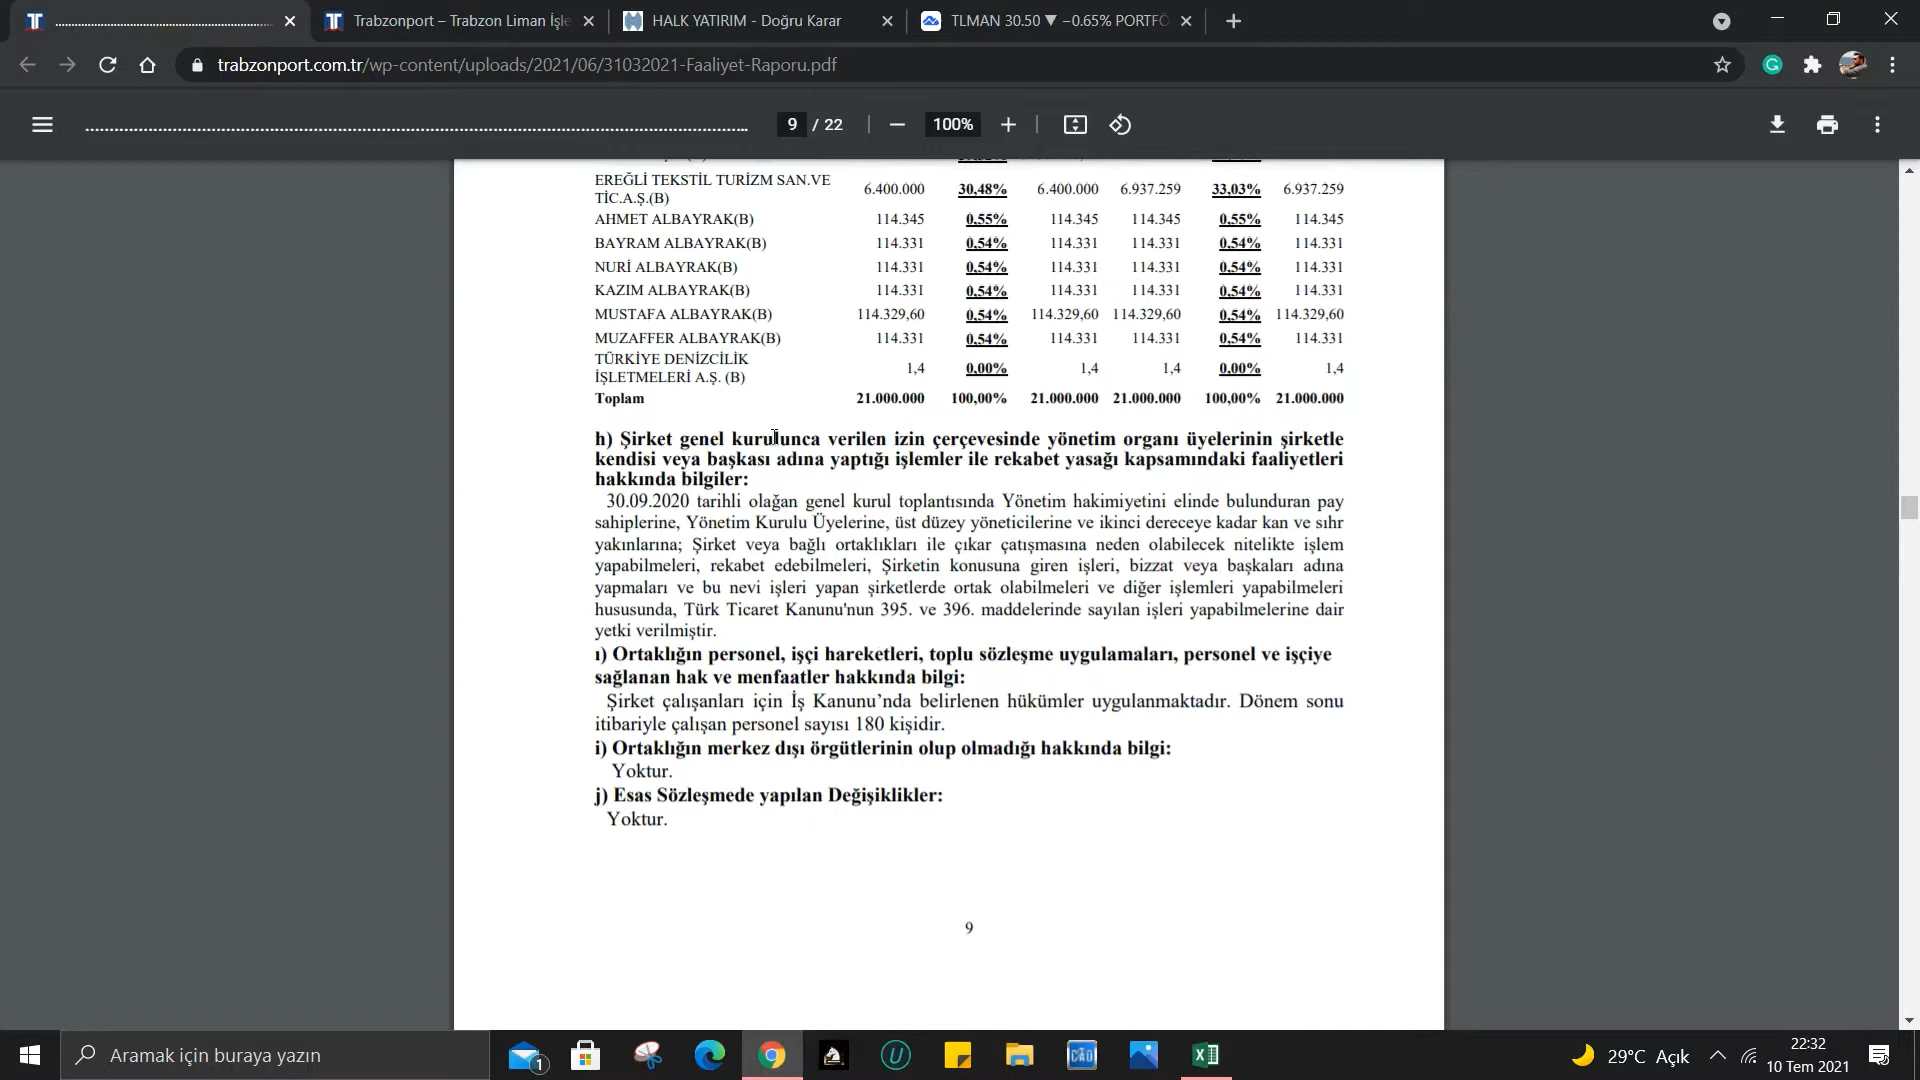 Trabzonport – Trabzon Liman İşle
HALK YATIRIM - Doğru Karar
TLMAN 30.50 ▼ −0.65% PORTFÖ
trabzonport.com.tr/wp-content/uploads/2021/06/31032021-Faaliyet-Raporu.pdf
9 / 22
100%
EREĞLİ TEKSTİL TURİZM SAN.VE
TİC.A.Ş.(B) 6.400.000 30,48% 6.400.000 6.937.259 33,03% 6.937.259
AHMET ALBAYRAK(B) 114.345 0,55% 114.345 114.345 0,55% 114.345
BAYRAM ALBAYRAK(B) 114.331 0,54% 114.331 114.331 0,54% 114.331
NURİ ALBAYRAK(B) 114.331 0,54% 114.331 114.331 0,54% 114.331
KAZIM ALBAYRAK(B) 114.331 0,54% 114.331 114.331 0,54% 114.331
MUSTAFA ALBAYRAK(B) 114.329,60 0,54% 114.329,60 114.329,60 0,54% 114.329,60
MUZAFFER ALBAYRAK(B) 114.331 0,54% 114.331 114.331 0,54% 114.331
TÜRKİYE DENİZCİLİK
İŞLETMELERİ A.Ş. (B) 1,4 0,00% 1,4 1,4 0,00% 1,4
Toplam 21.000.000 100,00% 21.000.000 21.000.000 100,00% 21.000.000
h) Şirket genel kurulunca verilen izin çerçevesinde yönetim organı üyelerinin şirketle
kendisi veya başkası adına yaptığı işlemler ile rekabet yasağı kapsamındaki faaliyetleri
hakkında bilgiler:
30.09.2020 tarihli olağan genel kurul toplantısında Yönetim hakimiyetini elinde bulunduran pay
sahiplerine, Yönetim Kurulu Üyelerine, üst düzey yöneticilerine ve ikinci dereceye kadar kan ve sıhr
yakınlarına; Şirket veya bağlı ortaklıkları ile çıkar çatışmasına neden olabilecek nitelikte işlem
yapabilmeleri, rekabet edebilmeleri, Şirketin konusuna giren işleri, bizzat veya başkaları adına
yapmaları ve bu nevi işleri yapan şirketlerde ortak olabilmeleri ve diğer işlemleri yapabilmeleri
hususunda, Türk Ticaret Kanunu'nun 395. ve 396. maddelerinde sayılan işleri yapabilmelerine dair
yetki verilmiştir.
ı) Ortaklığın personel, işçi hareketleri, toplu sözleşme uygulamaları, personel ve işçiye
sağlanan hak ve menfaatler hakkında bilgi:
Şirket çalışanları için İş Kanunu’nda belirlenen hükümler uygulanmaktadır. Dönem sonu
itibariyle çalışan personel sayısı 180 kişidir.
i) Ortaklığın merkez dışı örgütlerinin olup olmadığı hakkında bilgi:
Yoktur.
j) Esas Sözleşmede yapılan Değişiklikler:
Yoktur.
9
Aramak için buraya yazın
1
29°C Açık
22:32
10 Tem 2021